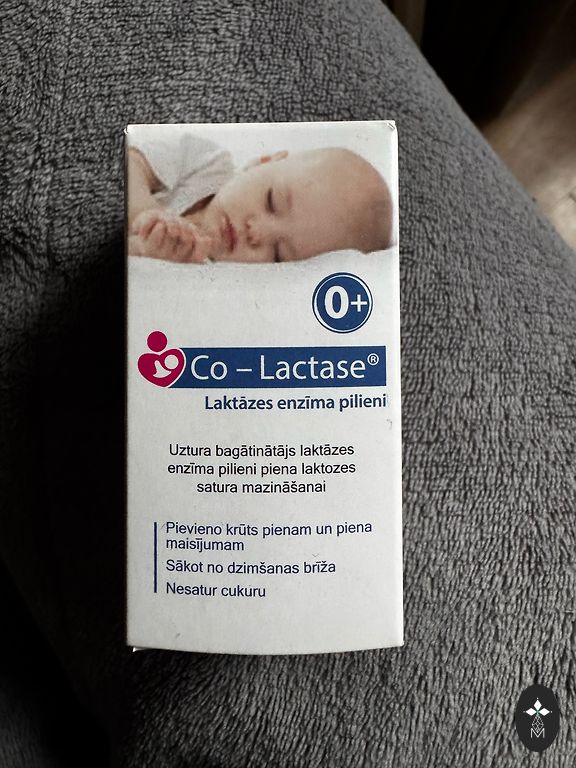 0+
Co – Lactase®
Laktāzes enzīma pilieni
Uztura bagātinātājs laktāzes
enzīma pilieni piena laktozes
satura mazināšanai
Pievieno krūts pienam un piena
maisījumam
Sākot no dzimšanas brīža
Nesatur cukuru
M